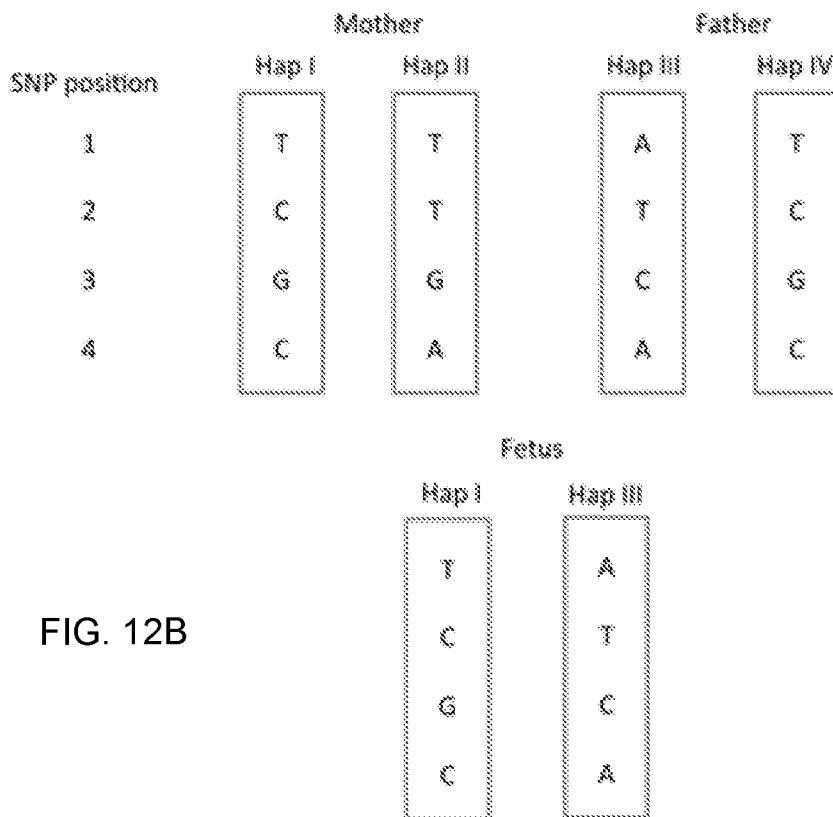 Mother Father
SNP position Hap I Hap II Hap III Hap IV
1 T T A T
2 C T T C
3 G G C G
4 C A A C
Fetus
Hap I Hap III
T A
C T
FIG. 12B
G C
C A